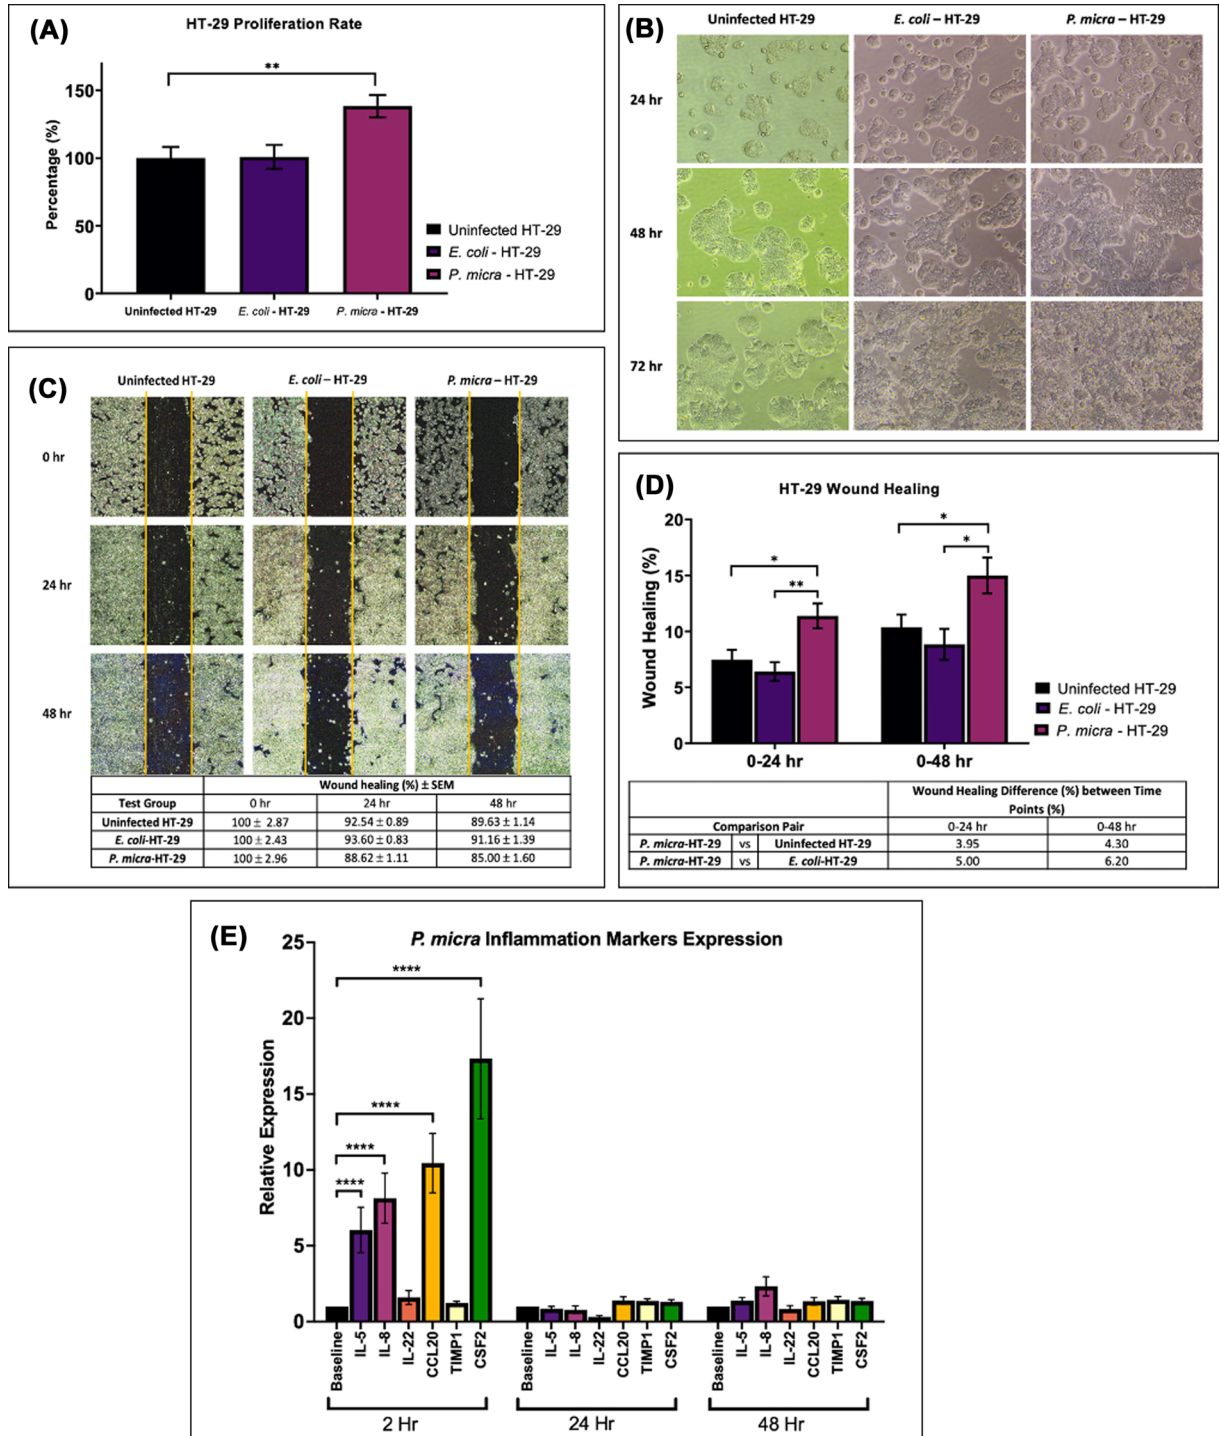 (A)
HT-29 Proliferation Rate
**
150
100
50
0
Percentage (%)
Uninfected HT-29
E. coli - HT-29
P. micra - HT-29
Uninfected HT-29 E. coli - HT-29 P. micra - HT-29
(B)
Uninfected HT-29 E. coli – HT-29 P. micra – HT-29
24 hr
48 hr
72 hr
(C)
Uninfected HT-29 E. coli – HT-29 P. micra – HT-29
0 hr
24 hr
48 hr
Wound healing (%) ± SEM
Test Group 0 hr 24 hr 48 hr
Uninfected HT-29 100 ± 2.87 92.54 ± 0.89 89.63 ± 1.14
E. coli-HT-29 100 ± 2.43 93.60 ± 0.83 91.16 ± 1.39
P. micra-HT-29 100 ± 2.96 88.62 ± 1.11 85.00 ± 1.60
(D)
HT-29 Wound Healing
20
15
10
5
0
Wound Healing (%)
* ** * *
0-24 hr 0-48 hr
Uninfected HT-29
E. coli - HT-29
P. micra - HT-29
Wound Healing Difference (%) between Time
Points (%)
Comparison Pair 0-24 hr 0-48 hr
P. micra-HT-29 vs Uninfected HT-29 3.95 4.30
P. micra-HT-29 vs E. coli-HT-29 5.00 6.20
(E)
P. micra Inflammation Markers Expression
25
20
15
10
5
0
Relative Expression
****
****
****
****
Baseline IL-5 IL-8 IL-22 CCL20 TIMP1 CSF2 Baseline IL-5 IL-8 IL-22 CCL20 TIMP1 CSF2 Baseline IL-5 IL-8 IL-22 CCL20 TIMP1 CSF2
2 Hr 24 Hr 48 Hr